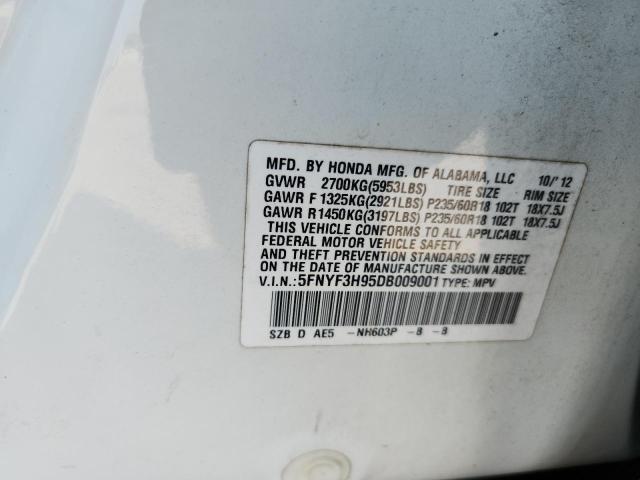 MFD. BY HONDA MFG. OF ALABAMA, LLC 10/'12
GVWR 2700KG(5953LBS) TIRE SIZE RIM SIZE
GAWR F 1325KG(2921LBS) P235/60R18 102T 18X7.5J
GAWR R 1450KG(3197LBS) P235/60R18 102T 18X7.5J
THIS VEHICLE CONFORMS TO ALL APPLICABLE
FEDERAL MOTOR VEHICLE SAFETY
AND THEFT PREVENTION STANDARDS IN EFFECT
ON THE DATE OF MANUFACTURE SHOWN ABOVE.
V.I.N.: 5FNYF3H95DB009001 TYPE: MPV
SZB D AE5 -NH603P -8 -8